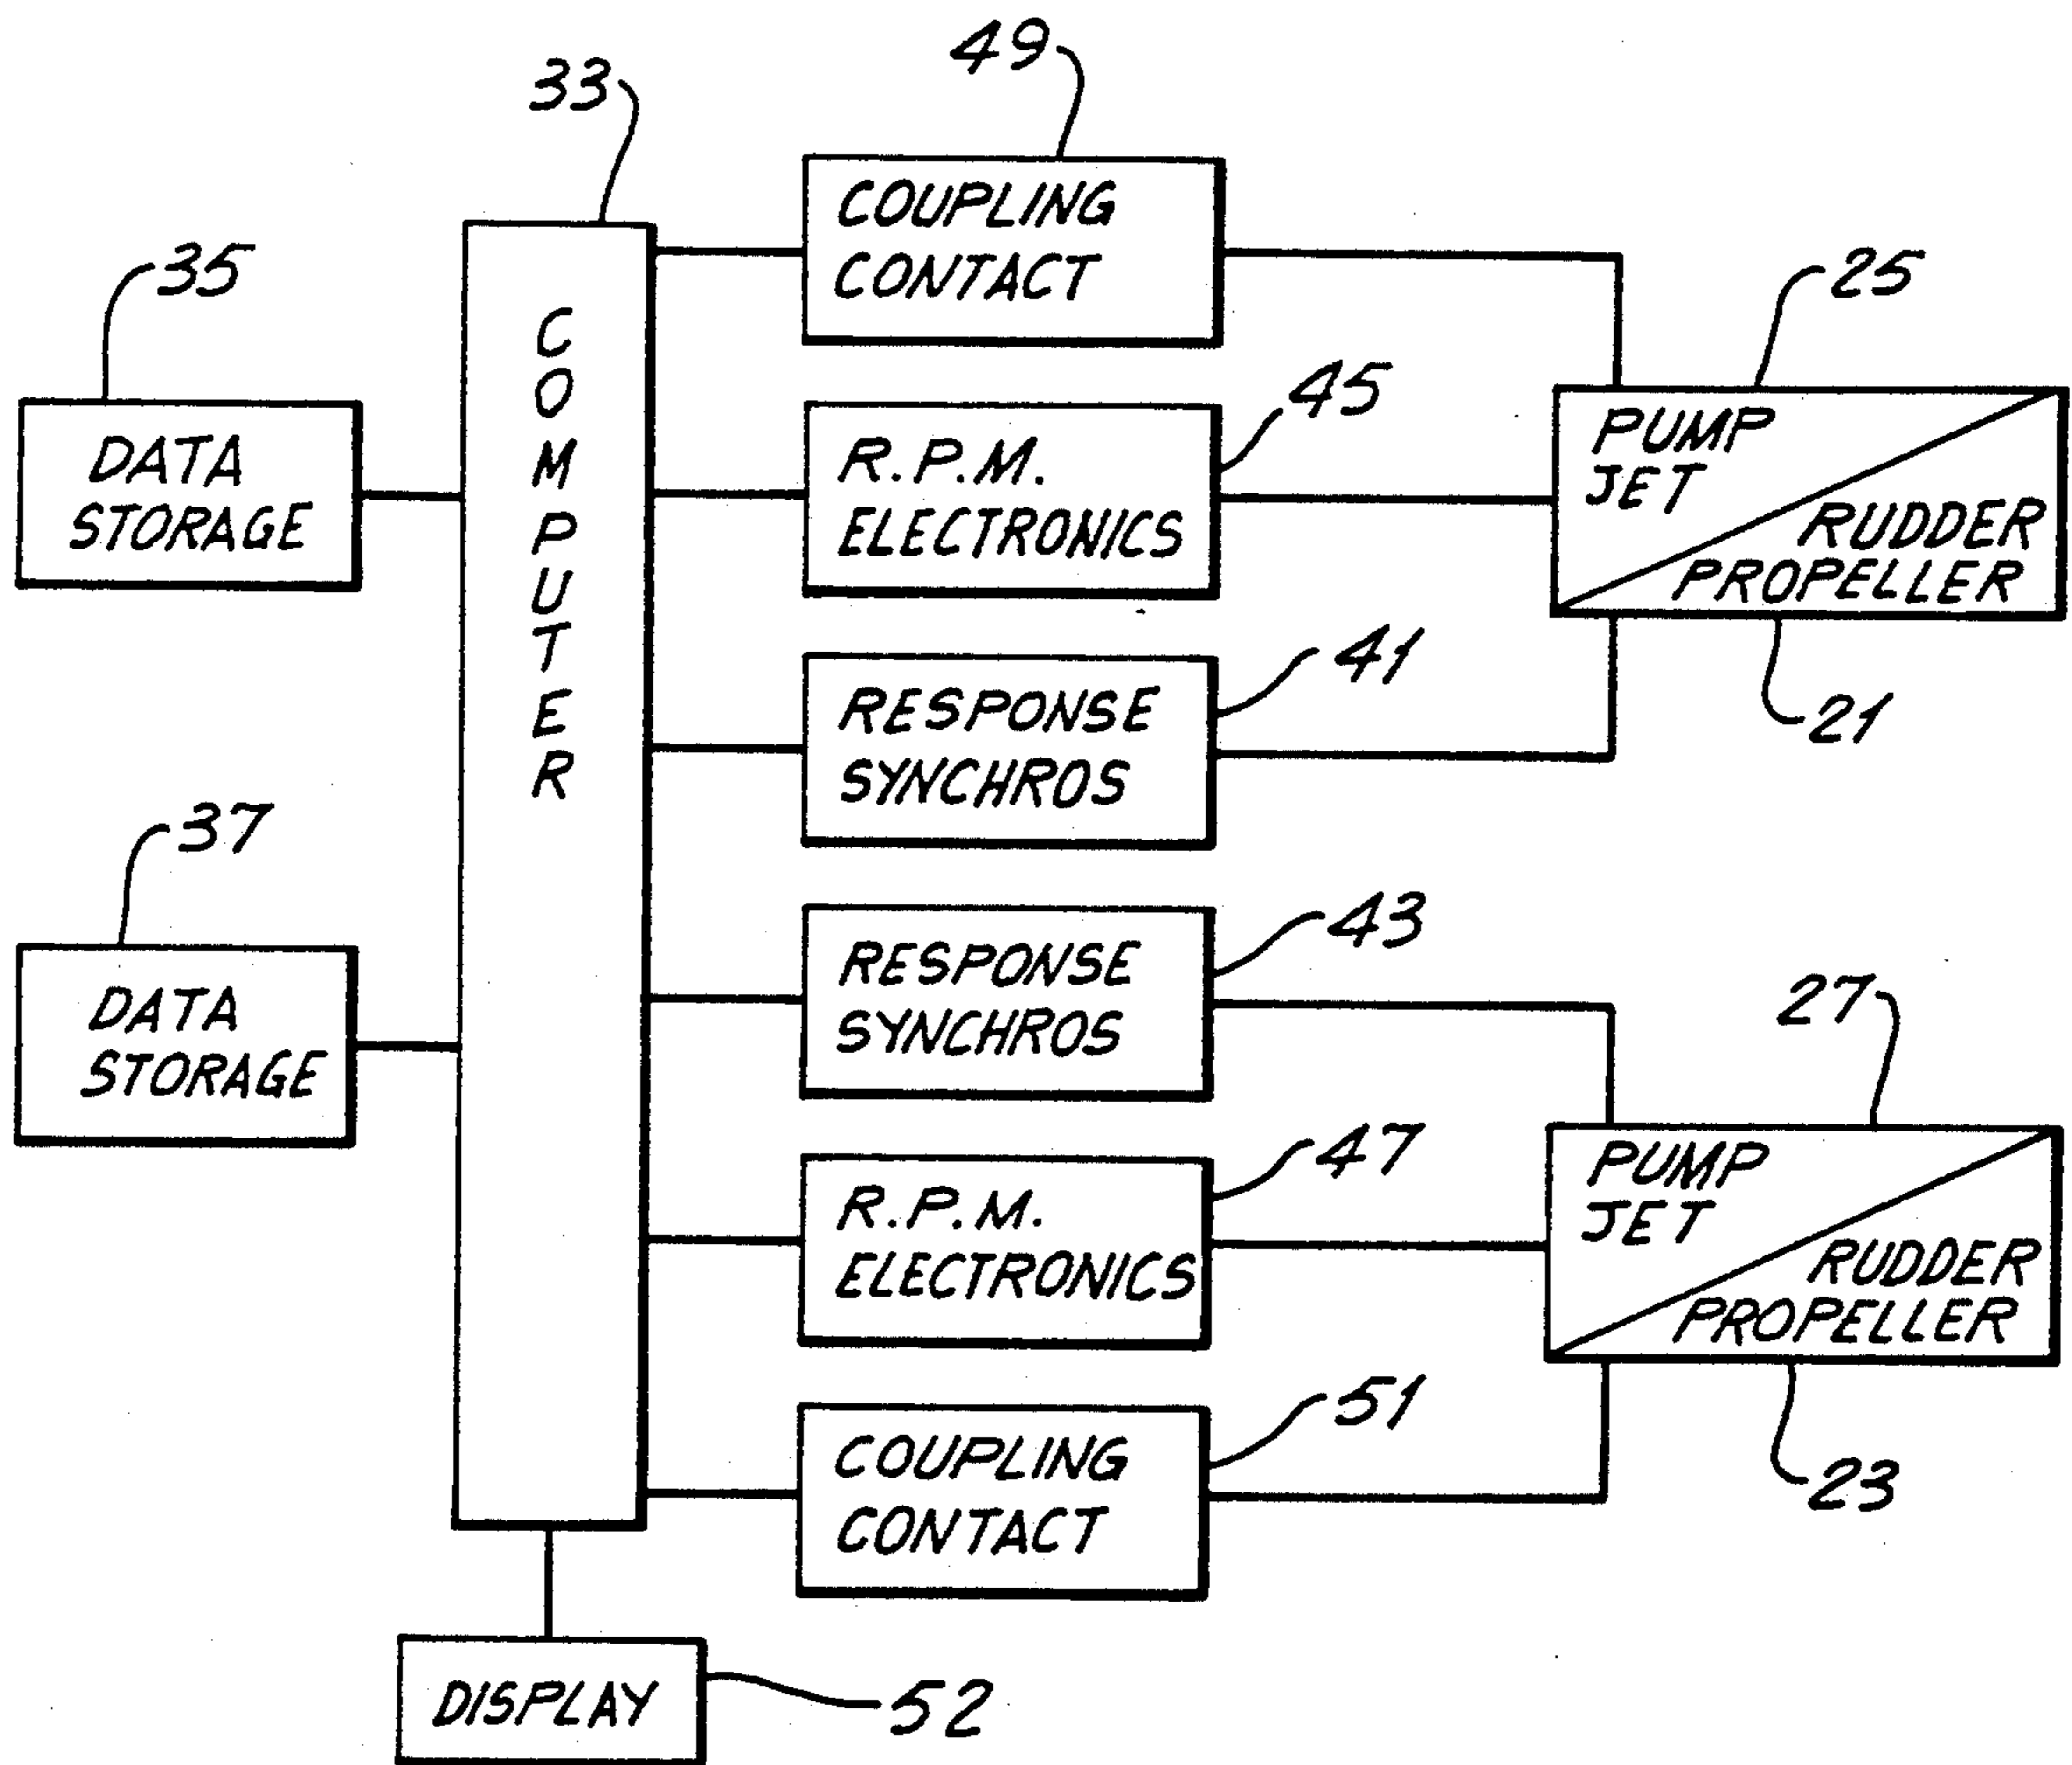 49
33
COUPLING
CONTACT
35
25
COMPUTER
45
PUMP
JET
RUDDER
PROPELLER
DATA
STORAGE
R.P.M.
ELECTRONICS
41
21
RESPONSE
SYNCHROS
37
43
RESPONSE
SYNCHROS
27
DATA
STORAGE
47
PUMP
JET
RUDDER
PROPELLER
R.P.M.
ELECTRONICS
51
23
COUPLING
CONTACT
DISPLAY
52